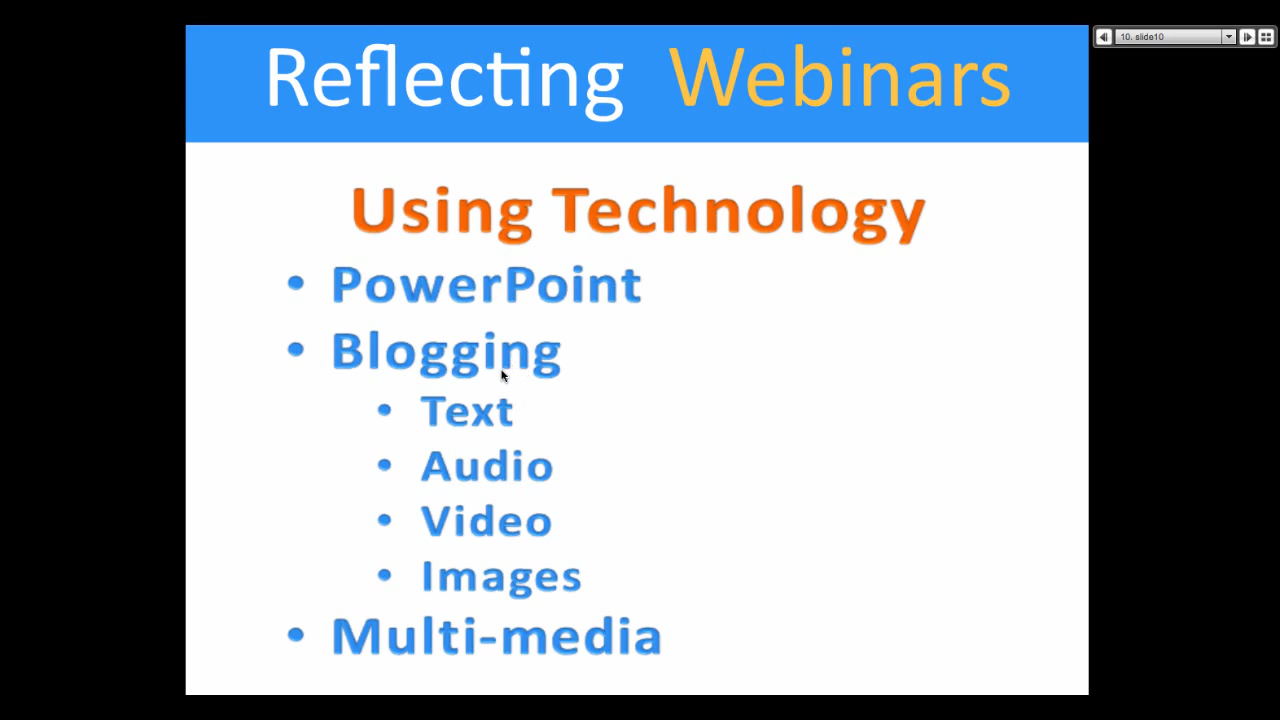 Reflecting Webinars
10. slide10
Using Technology
• PowerPoint
• Blogging
• Text
• Audio
• Video
• Images
• Multi-media